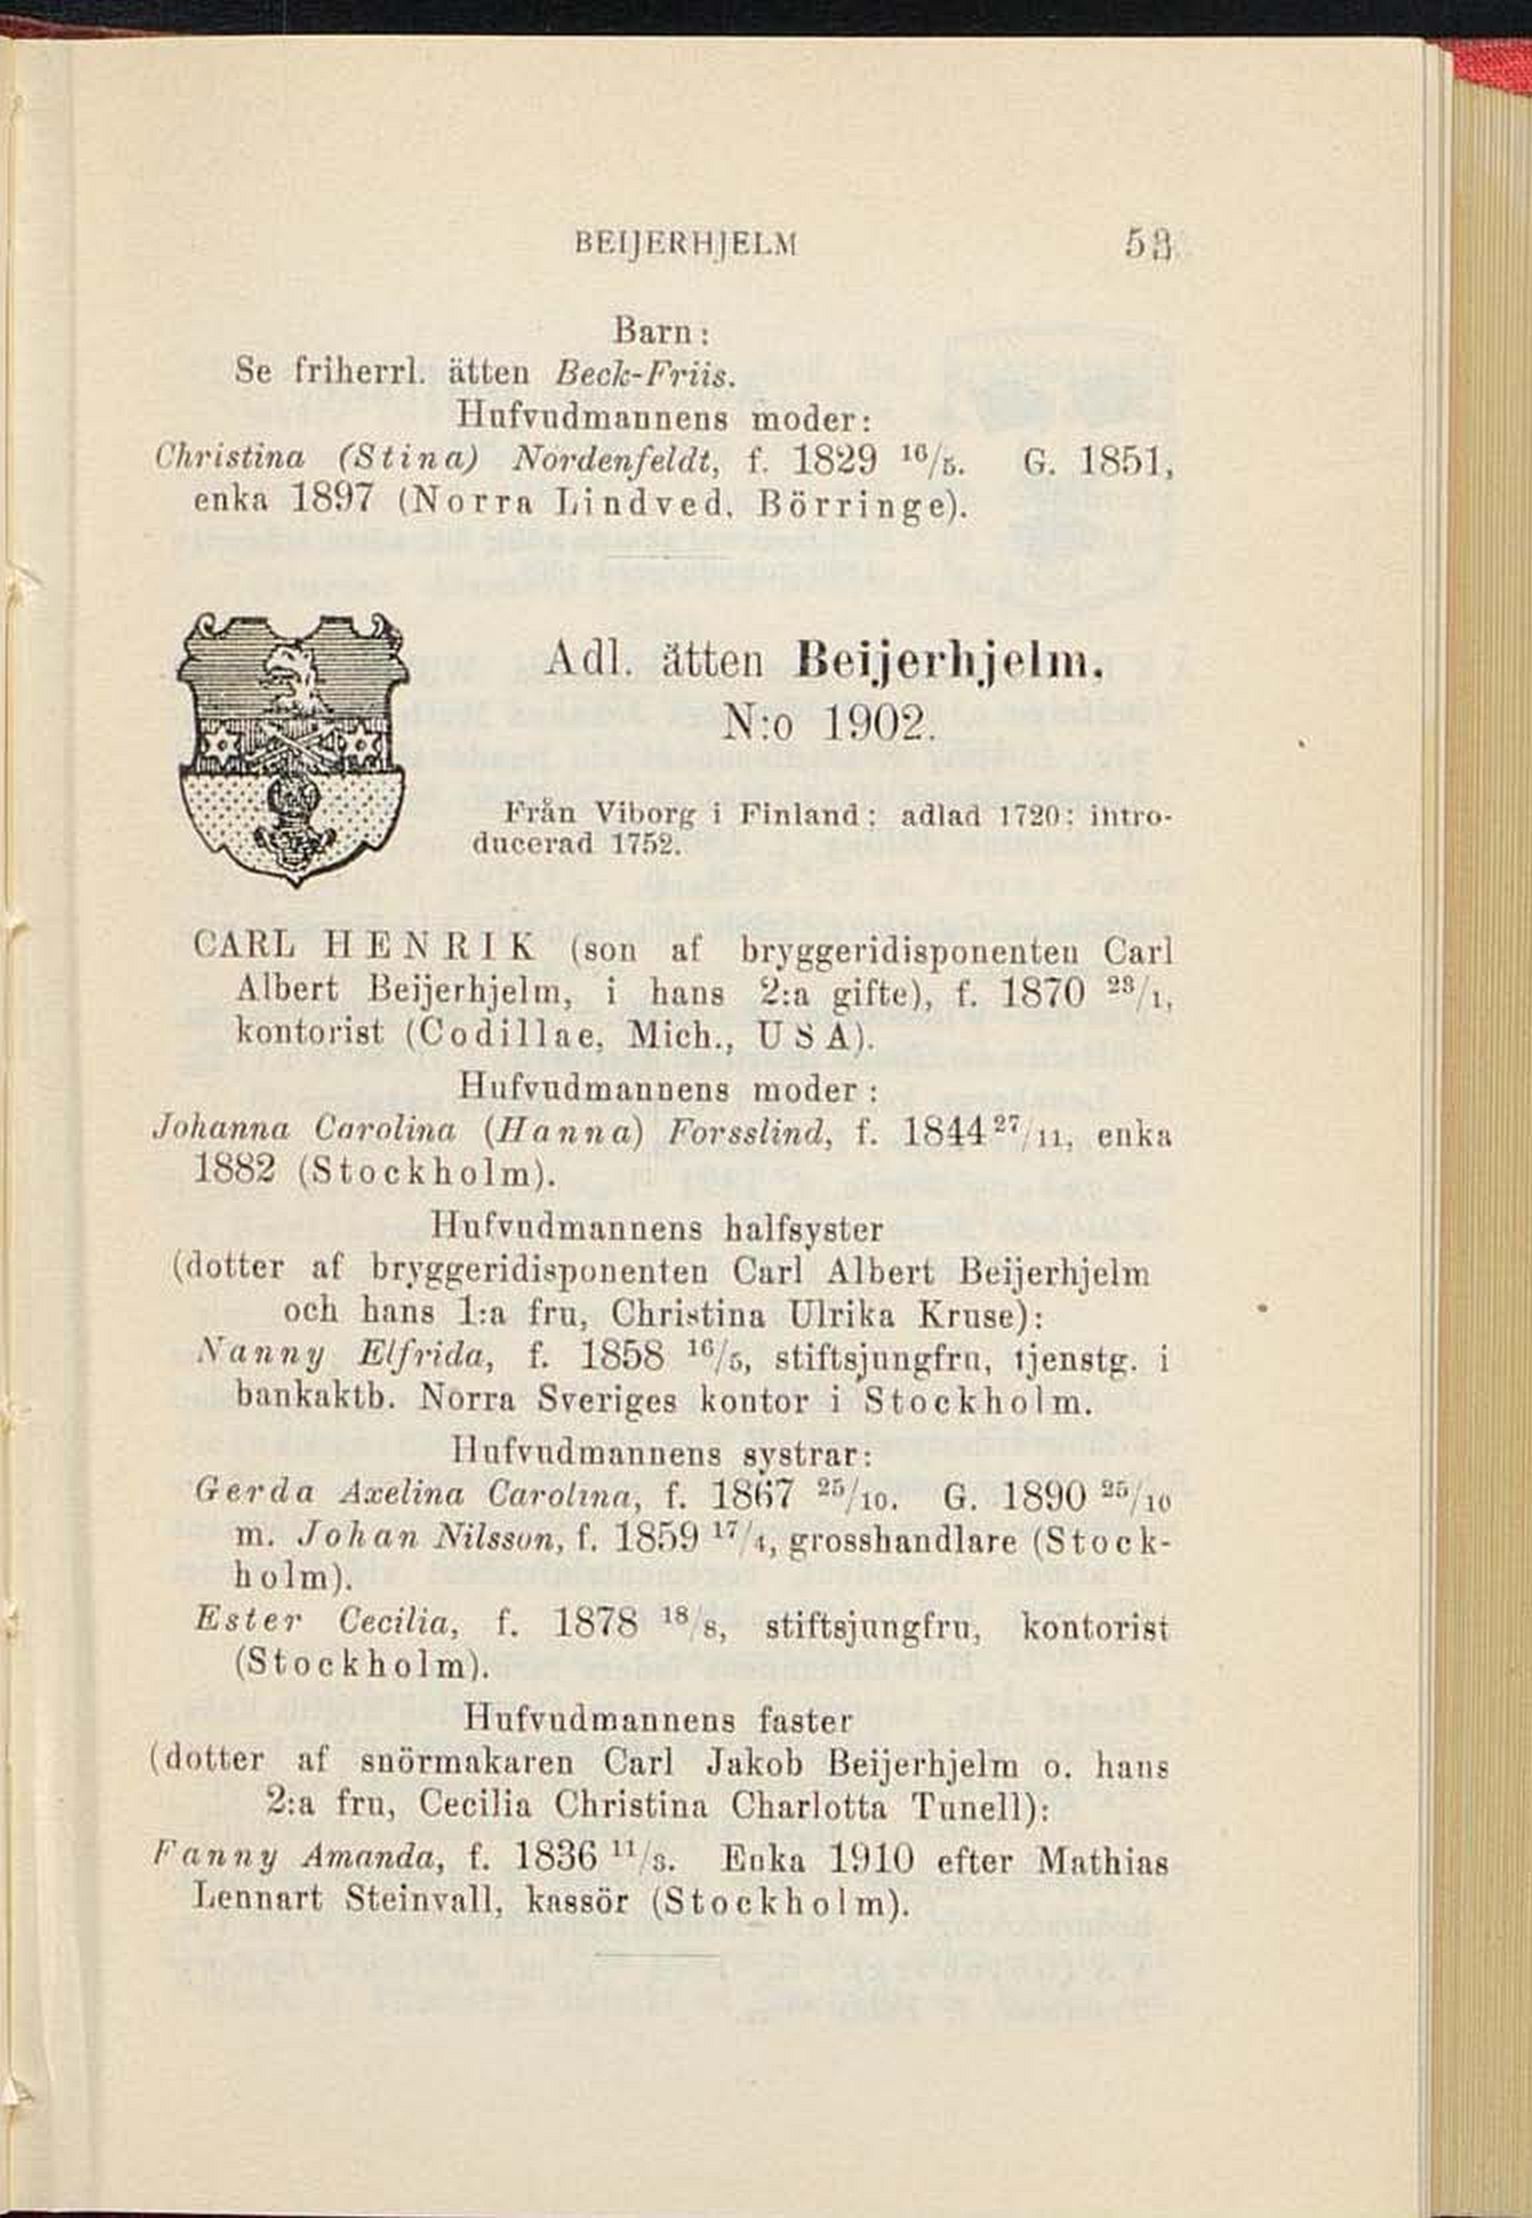 BEIJERHJELM 53
Barn:
Se friherrl. ätten Beck-Friis.
Hufvudmannens moder:
Christina (Stina) Nordenfeldt, f. 1829 16/5. G. 1851,
enka 1897 (Norra Lindved, Börringe).
Adl. ätten Beijerhjelm.
N:o 1902.
Från Viborg i Finland; adlad 1720; intro-
ducerad 1752.
CARL HENRIK (son af bryggeridisponenten Carl
Albert Beijerhjelm, i hans 2:a gifte), f. 1870 23/1,
kontorist (Codillae, Mich., USA).
Hufvudmannens moder:
Johanna Carolina (Hanna) Forsslind, f. 1844 27/11, enka
1882 (Stockholm).
Hufvudmannens halfsyster
(dotter af bryggeridisponenten Carl Albert Beijerhjelm
och hans 1:a fru, Christina Ulrika Kruse):
Nanny Elfrida, f. 1858 16/5, stiftsjungfru, tjenstg. i
bankaktb. Norra Sveriges kontor i Stockholm.
Hufvudmannens systrar:
Gerda Axelina Carolina, f. 1867 25/10. G. 1890 25/10
m. Johan Nilsson, f. 1859 17/4, grosshandlare (Stock-
holm).
Ester Cecilia, f. 1878 18/8, stiftsjungfru, kontorist
(Stockholm).
Hufvudmannens faster
(dotter af snörmakaren Carl Jakob Beijerhjelm o. hans
2:a fru, Cecilia Christina Charlotta Tunell):
Fanny Amanda, f. 1836 11/3. Enka 1910 efter Mathias
Lennart Steinvall, kassör (Stockholm).